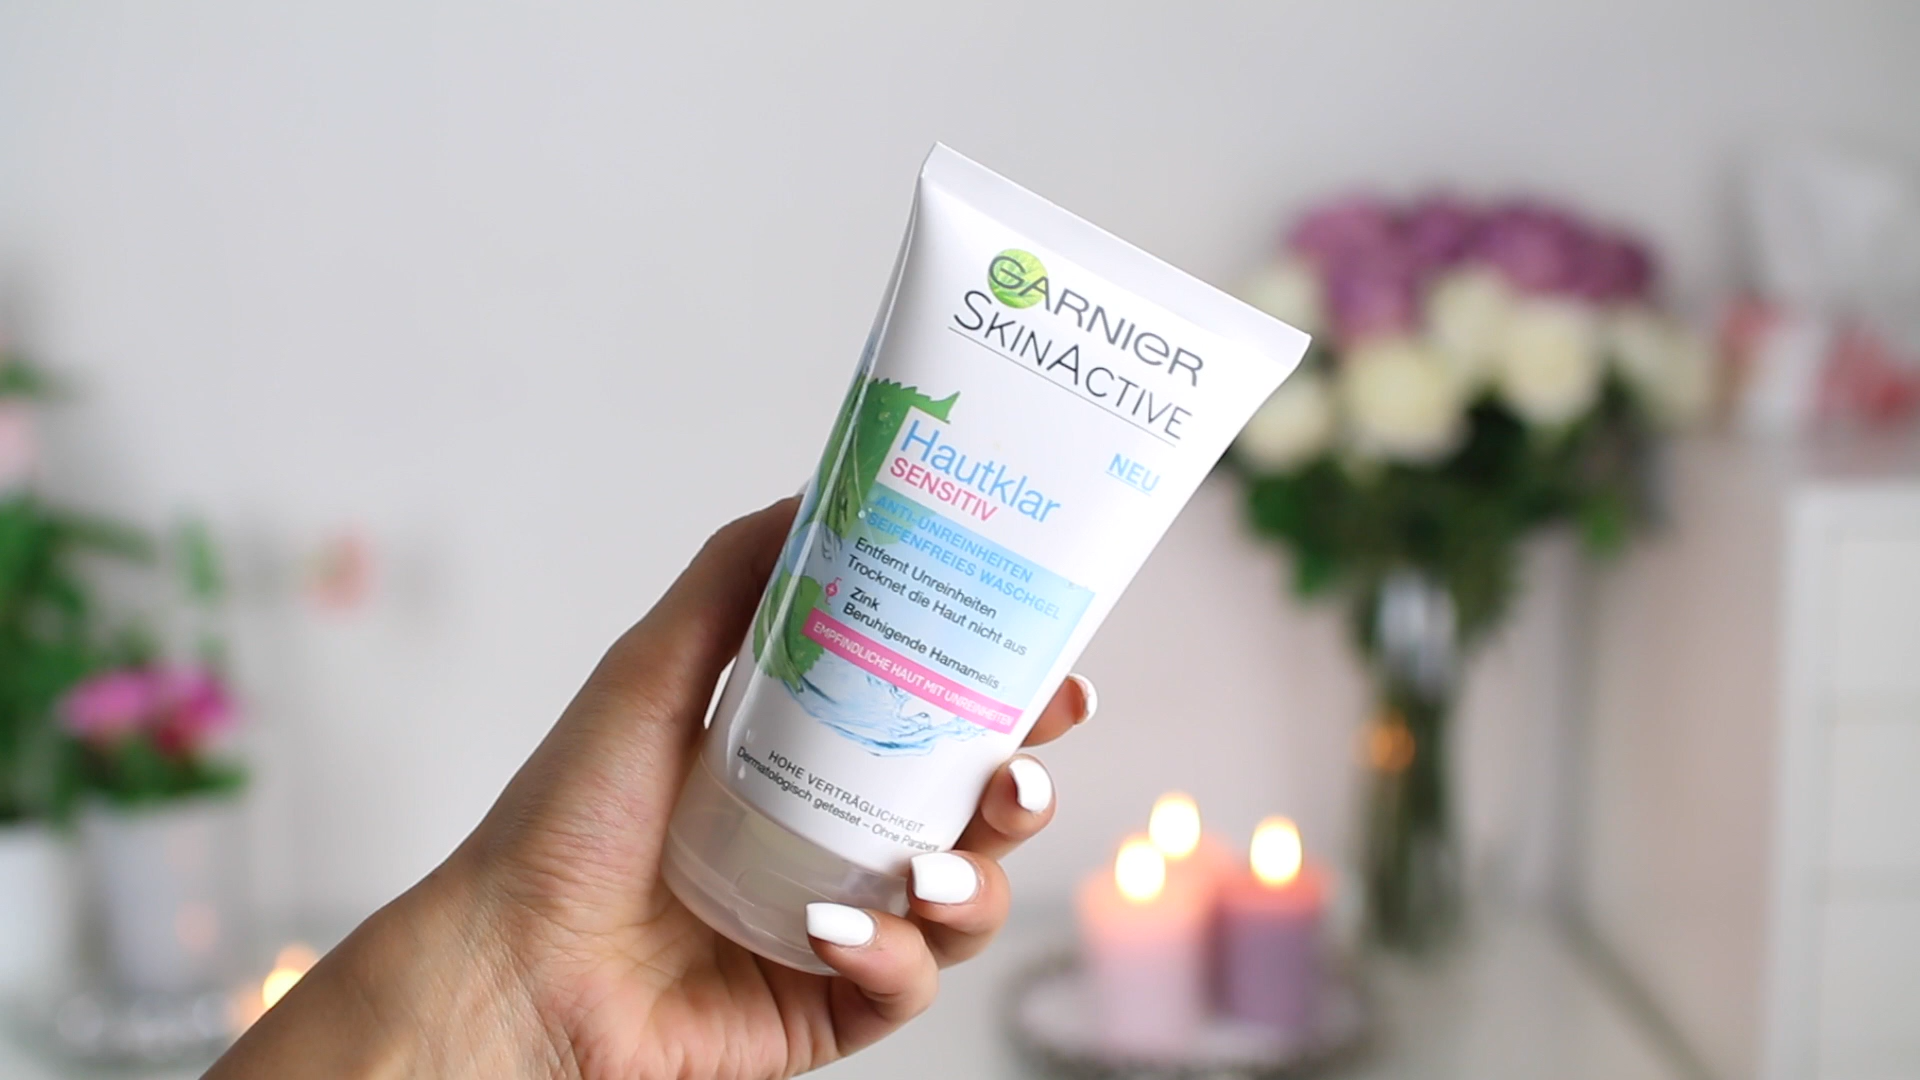 GARNIER
SKINACTIVE
NEU
Hautklar
SENSITIV
ANTI-UNREINHEITEN
SEIFENFREIES WASCHGEL
Entfernt Unreinheiten
Trocknet die Haut nicht aus
Zink
Beruhigende Hamamelis
EMPFINDLICHE HAUT MIT UNREINHEITEN
HOHE VERTRÄGLICHKEIT
Dermatologisch getestet – Ohne Parabene